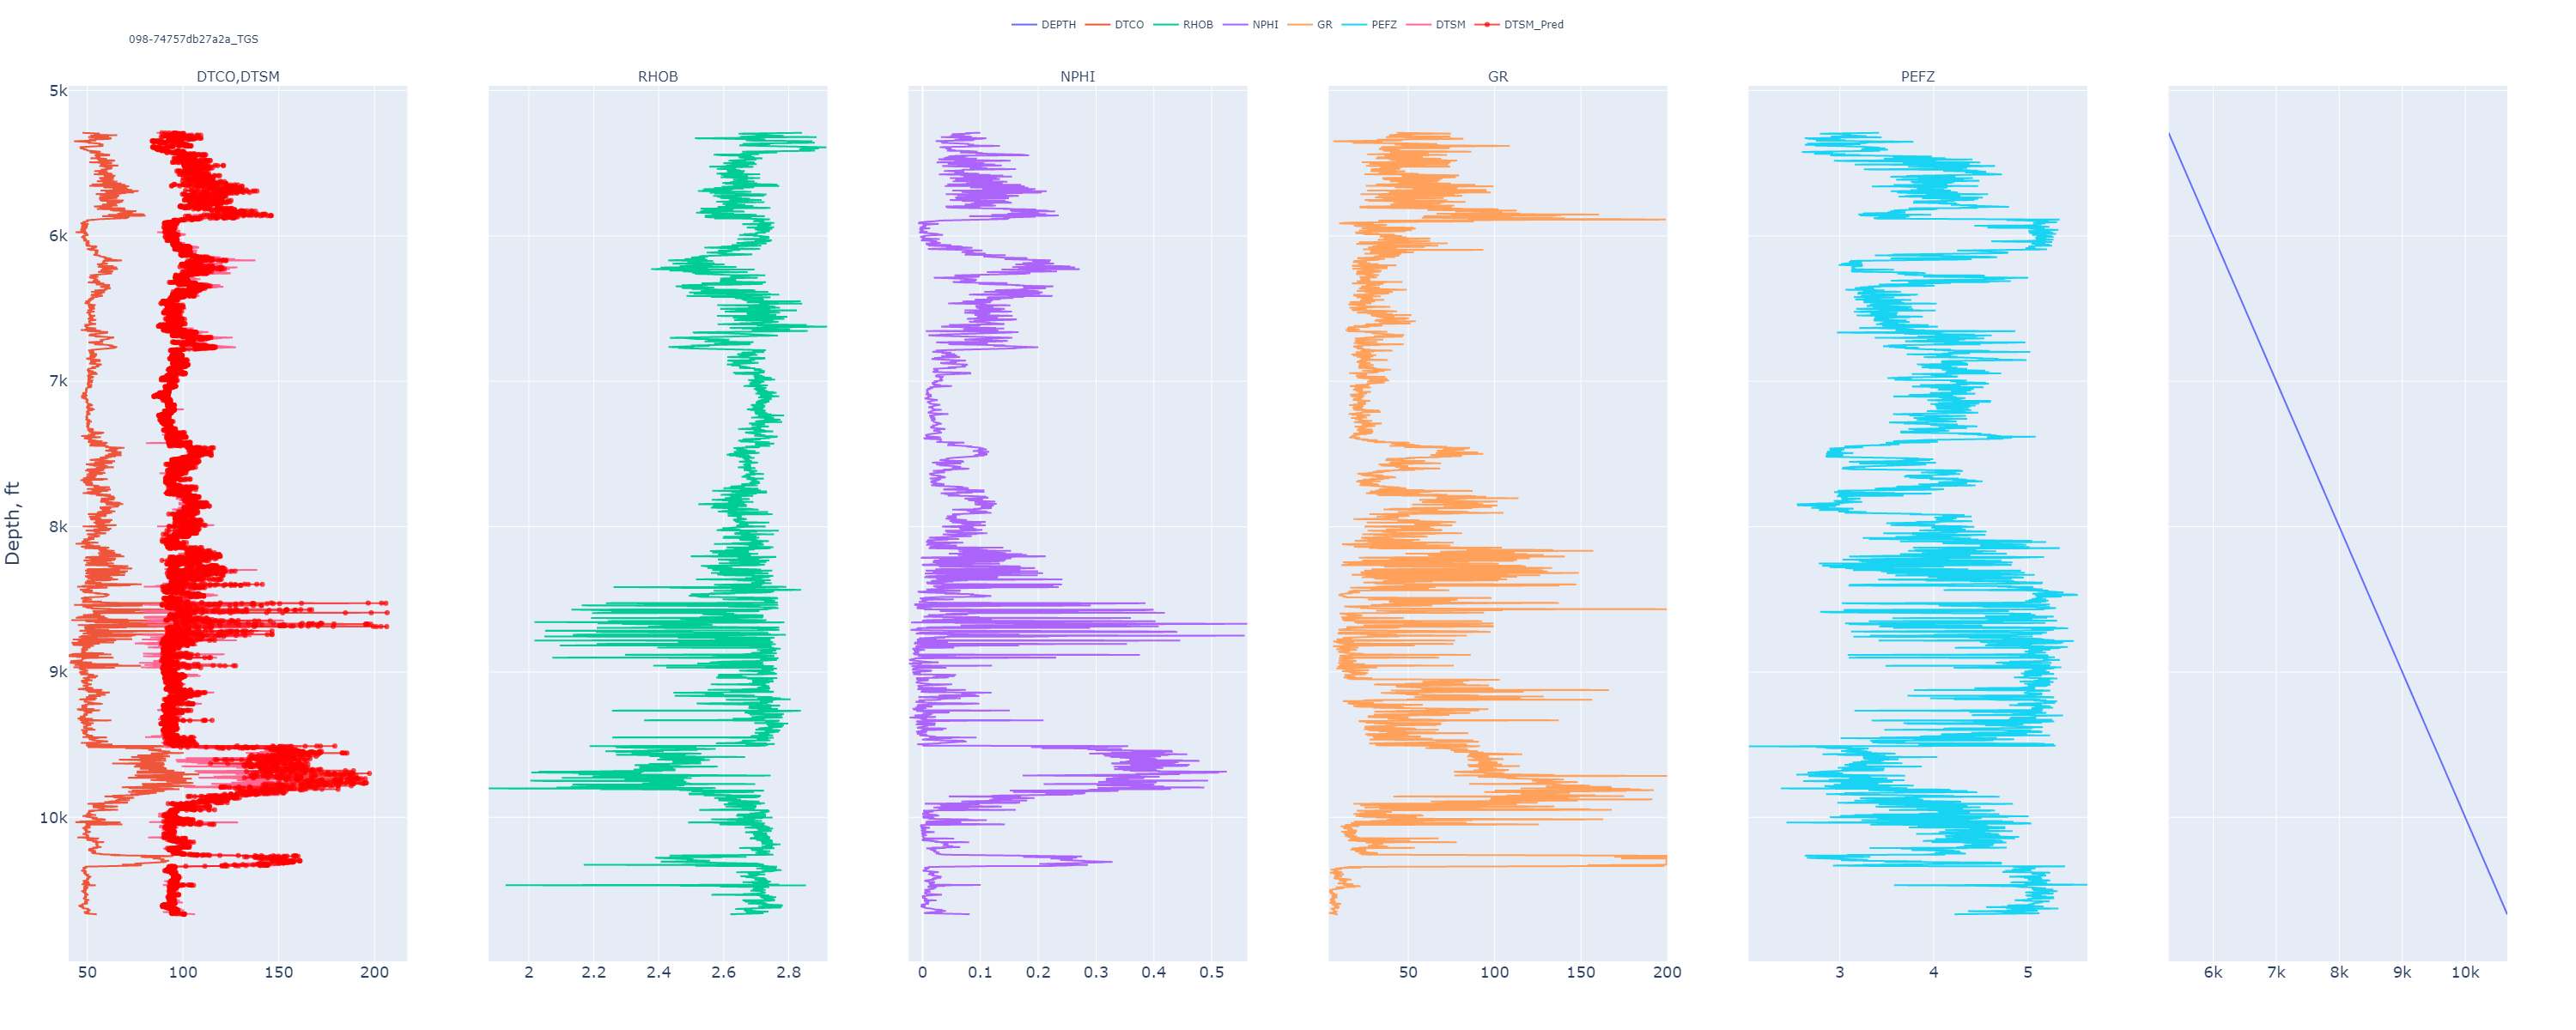 DEPTH DTCO RHOB NPHI GR PEFZ DTSM DTSM_Pred
098-74757db27a2a_TGS
DTCO,DTSM RHOB NPHI GR PEFZ
5k
6k
7k
8k
9k
10k
Depth, ft
50 100 150 200 2 2.2 2.4 2.6 2.8 0 0.1 0.2 0.3 0.4 0.5 50 100 150 200 3 4 5 6k 7k 8k 9k 10k